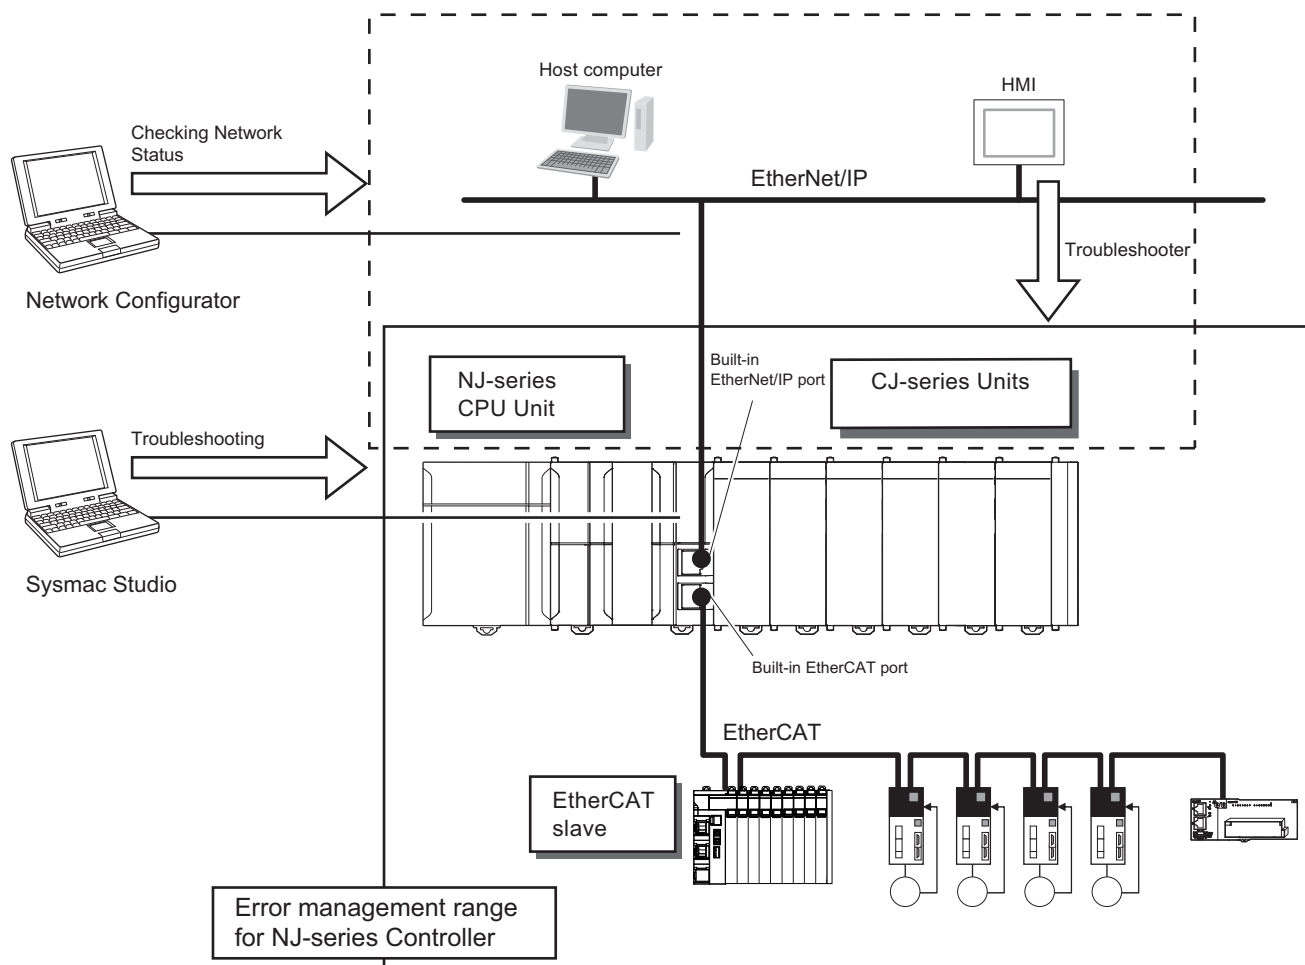 Host computer
HMI
Checking Network
Status
EtherNet/IP
Troubleshooter
Network Configurator
Built-in
EtherNet/IP port
NJ-series
CPU Unit
CJ-series Units
Troubleshooting
Sysmac Studio
Built-in EtherCAT port
EtherCAT
EtherCAT
slave
Error management range
for NJ-series Controller